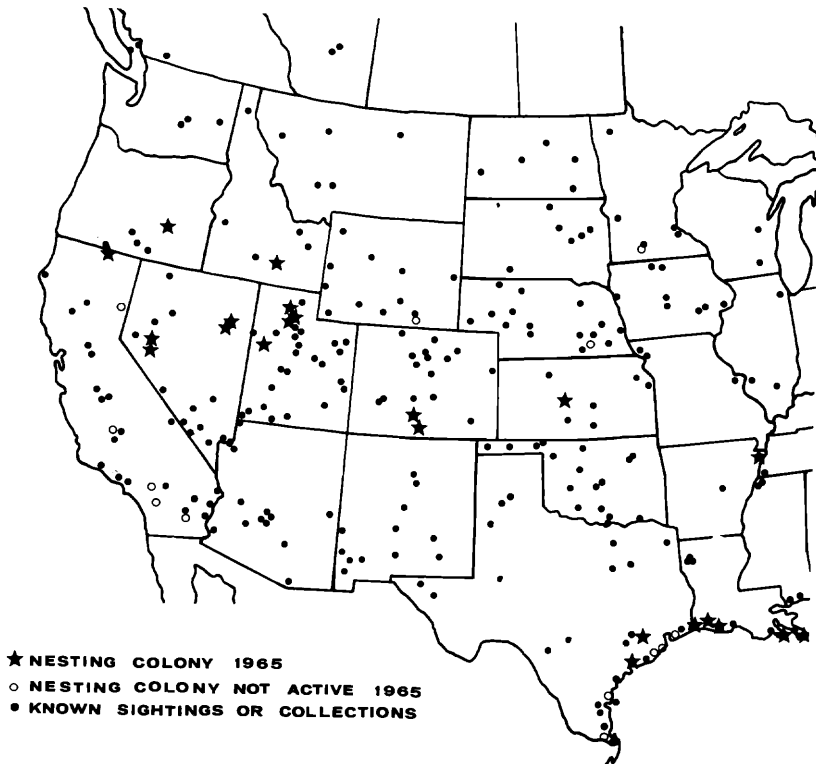 ★ NESTING COLONY 1965
○ NESTING COLONY NOT ACTIVE 1965
● KNOWN SIGHTINGS OR COLLECTIONS